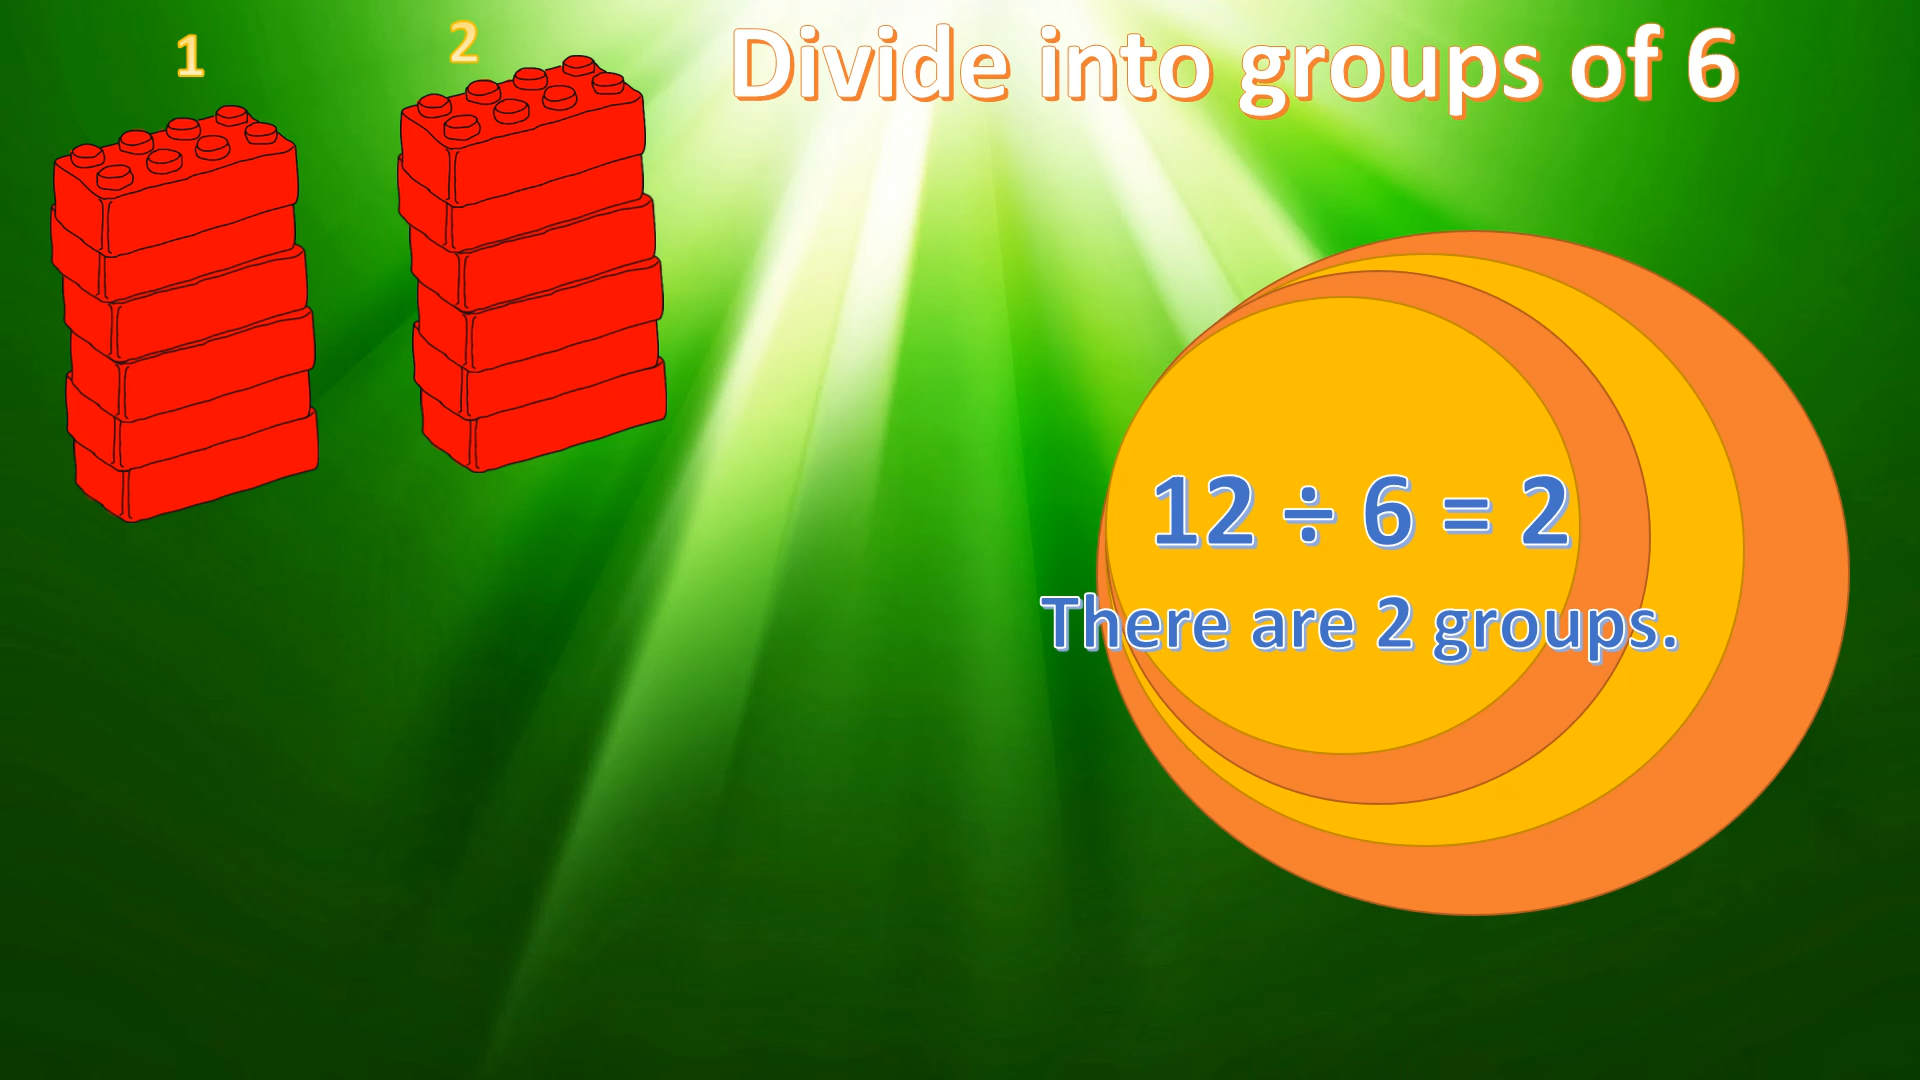 1
2
Divide into groups of 6
12 ÷ 6 = 2
There are 2 groups.